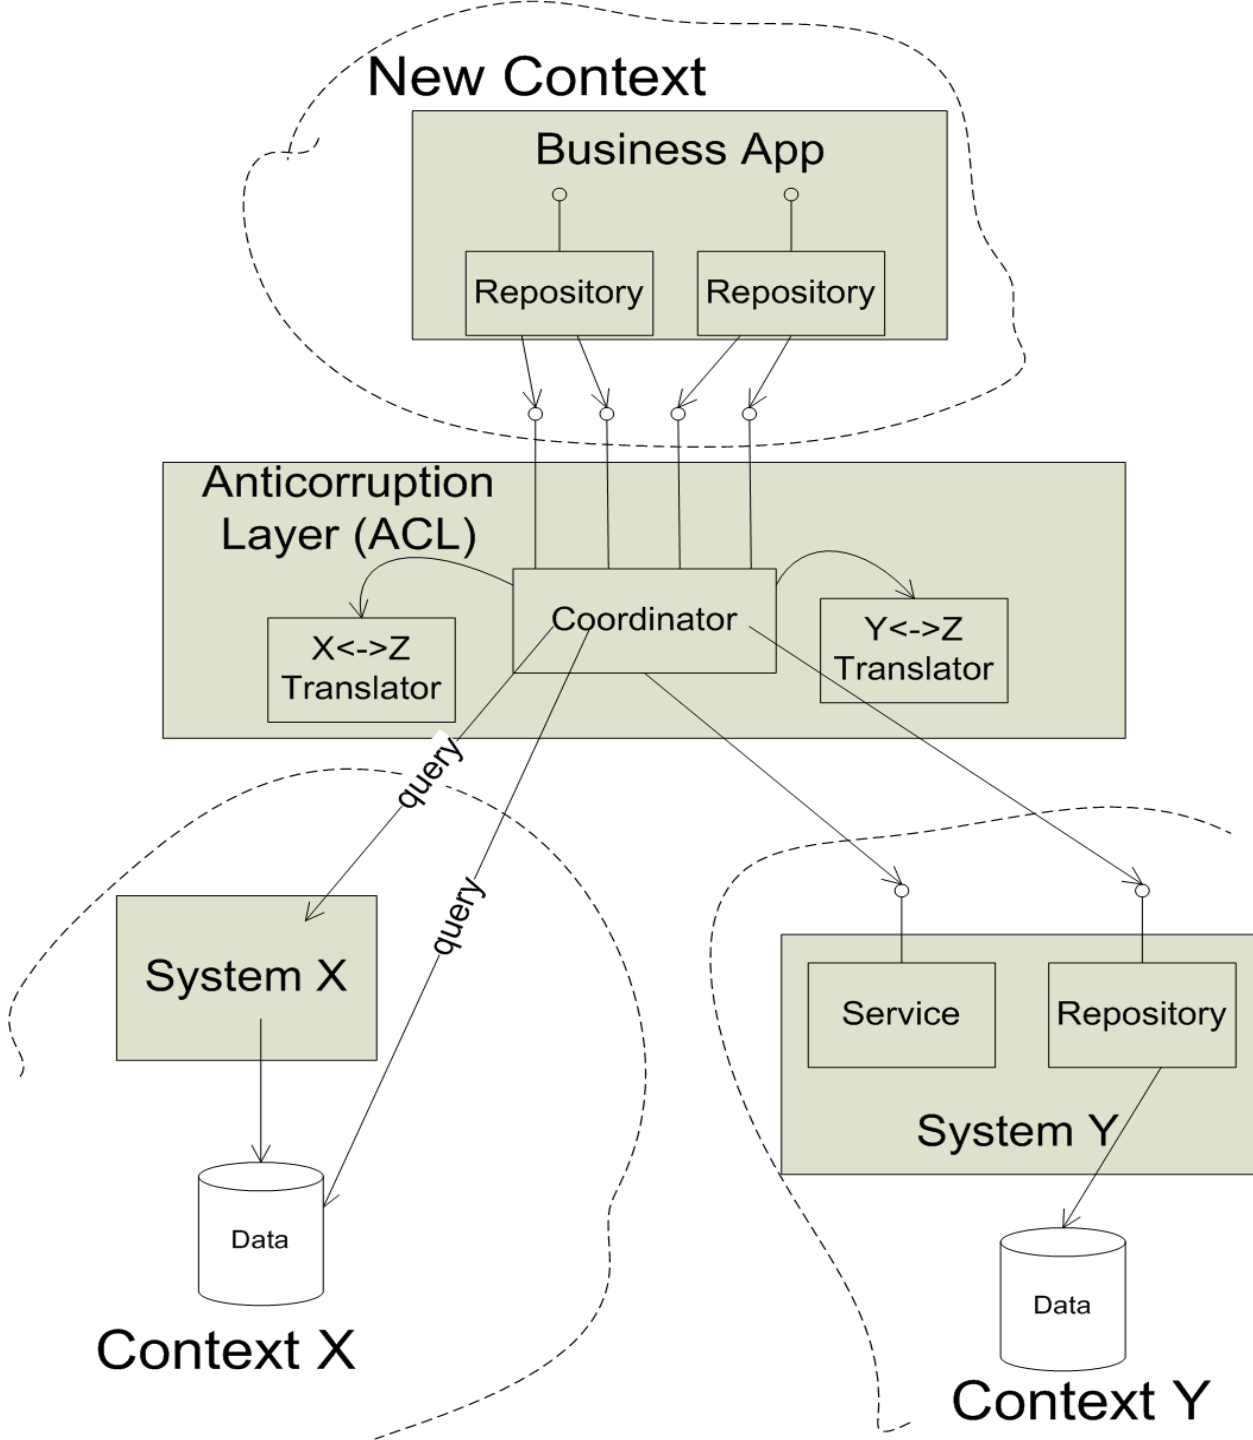 New Context
Business App
Repository
Repository
Anticorruption
Layer (ACL)
Coordinator
X<->Z
Translator
Y<->Z
Translator
query
query
System X
Service
Repository
System Y
Data
Data
Context X
Context Y